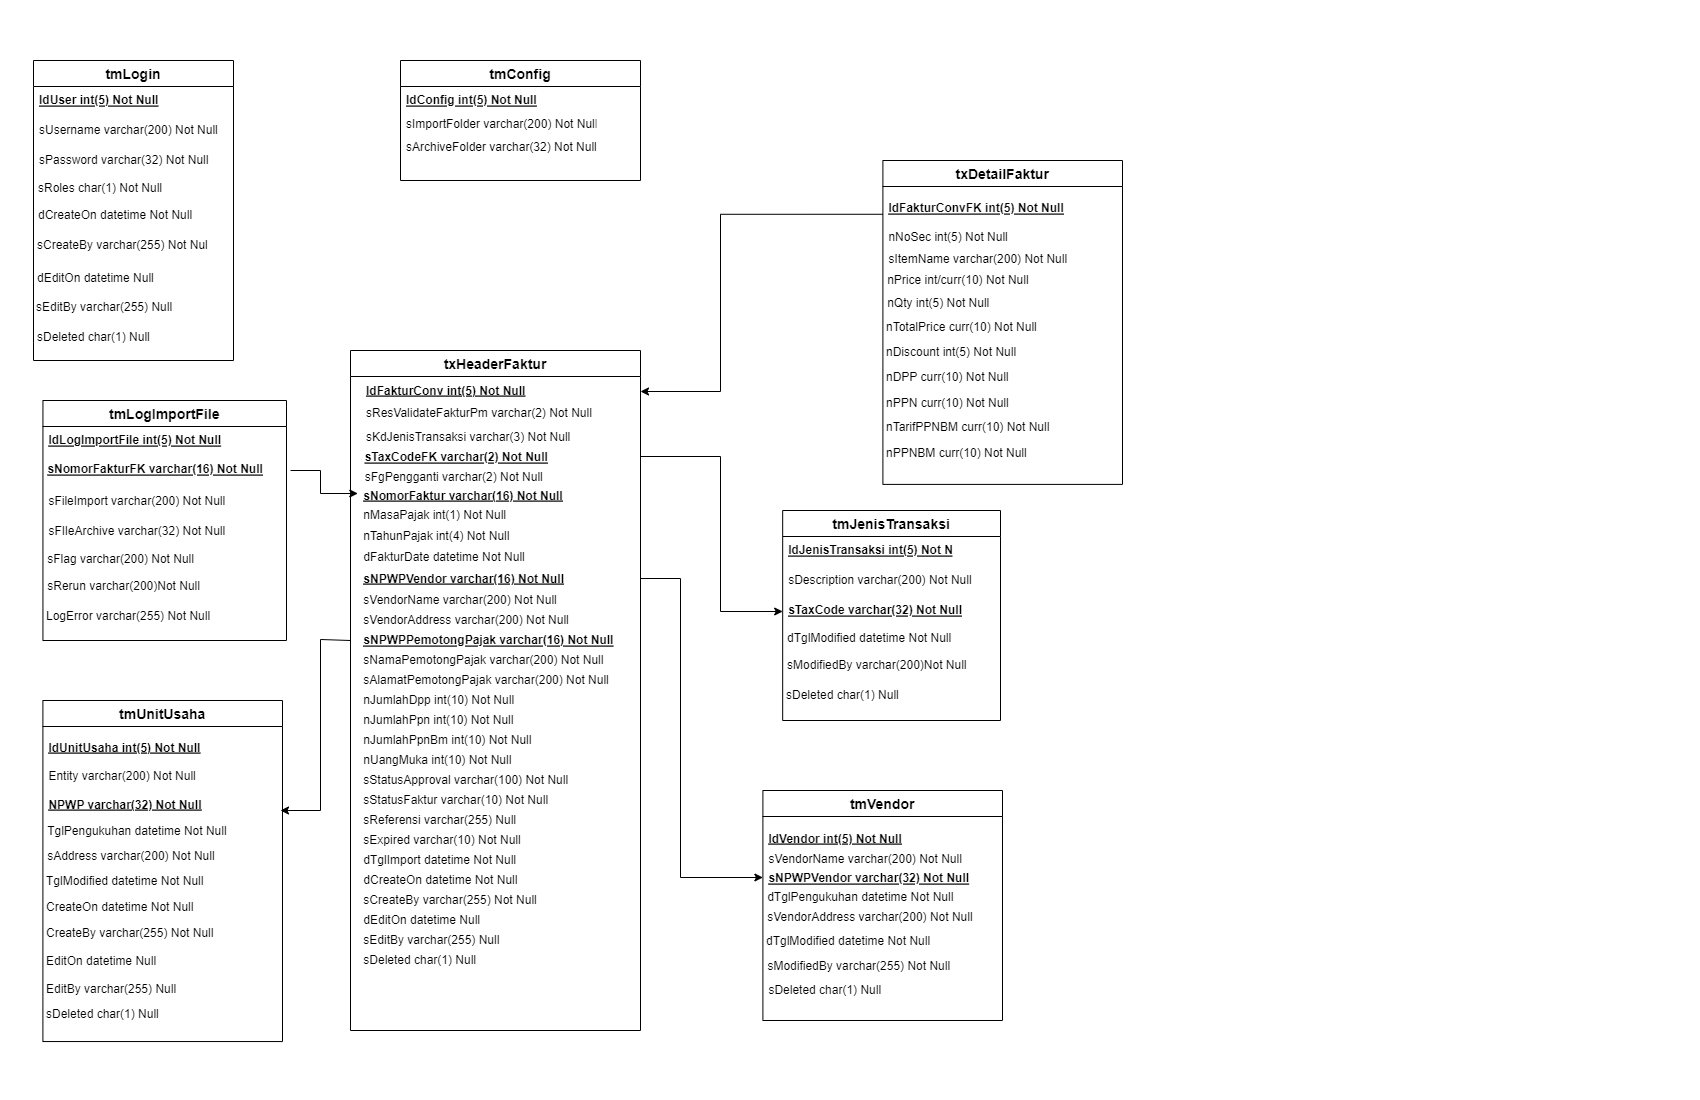 tmLogin
IdUser int(5) Not Null
sUsername varchar(200) Not Null
sPassword varchar(32) Not Null
sRoles char(1) Not Null
dCreateOn datetime Not Null
sCreateBy varchar(255) Not Nul
dEditOn datetime Null
sEditBy varchar(255) Null
sDeleted char(1) Null
tmConfig
IdConfig int(5) Not Null
sImportFolder varchar(200) Not Null
sArchiveFolder varchar(32) Not Null
txDetailFaktur
IdFakturConvFK int(5) Not Null
nNoSec int(5) Not Null
sItemName varchar(200) Not Null
nPrice int/curr(10) Not Null
nQty int(5) Not Null
nTotalPrice curr(10) Not Null
nDiscount int(5) Not Null
nDPP curr(10) Not Null
nPPN curr(10) Not Null
nTarifPPNBM curr(10) Not Null
nPPNBM curr(10) Not Null
tmLogImportFile
IdLogImportFile int(5) Not Null
sNomorFakturFK varchar(16) Not Null
sFileImport varchar(200) Not Null
sFIleArchive varchar(32) Not Null
sFlag varchar(200) Not Null
sRerun varchar(200)Not Null
LogError varchar(255) Not Null
txHeaderFaktur
IdFakturConv int(5) Not Null
sResValidateFakturPm varchar(2) Not Null
sKdJenisTransaksi varchar(3) Not Null
sTaxCodeFK varchar(2) Not Null
sFgPengganti varchar(2) Not Null
sNomorFaktur varchar(16) Not Null
nMasaPajak int(1) Not Null
nTahunPajak int(4) Not Null
dFakturDate datetime Not Null
sNPWPVendor varchar(16) Not Null
sVendorName varchar(200) Not Null
sVendorAddress varchar(200) Not Null
sNPWPPemotongPajak varchar(16) Not Null
sNamaPemotongPajak varchar(200) Not Null
sAlamatPemotongPajak varchar(200) Not Null
nJumlahDpp int(10) Not Null
nJumlahPpn int(10) Not Null
nJumlahPpnBm int(10) Not Null
nUangMuka int(10) Not Null
sStatusApproval varchar(100) Not Null
sStatusFaktur varchar(10) Not Null
sReferensi varchar(255) Null
sExpired varchar(10) Not Null
dTglImport datetime Not Null
dCreateOn datetime Not Null
sCreateBy varchar(255) Not Null
dEditOn datetime Null
sEditBy varchar(255) Null
sDeleted char(1) Null
tmJenisTransaksi
IdJenisTransaksi int(5) Not N
sDescription varchar(200) Not Null
sTaxCode varchar(32) Not Null
dTglModified datetime Not Null
sModifiedBy varchar(200)Not Null
sDeleted char(1) Null
tmUnitUsaha
IdUnitUsaha int(5) Not Null
Entity varchar(200) Not Null
NPWP varchar(32) Not Null
TglPengukuhan datetime Not Null
sAddress varchar(200) Not Null
TglModified datetime Not Null
CreateOn datetime Not Null
CreateBy varchar(255) Not Null
EditOn datetime Null
EditBy varchar(255) Null
sDeleted char(1) Null
tmVendor
IdVendor int(5) Not Null
sVendorName varchar(200) Not Null
sNPWPVendor varchar(32) Not Null
dTglPengukuhan datetime Not Null
sVendorAddress varchar(200) Not Null
dTglModified datetime Not Null
sModifiedBy varchar(255) Not Null
sDeleted char(1) Null